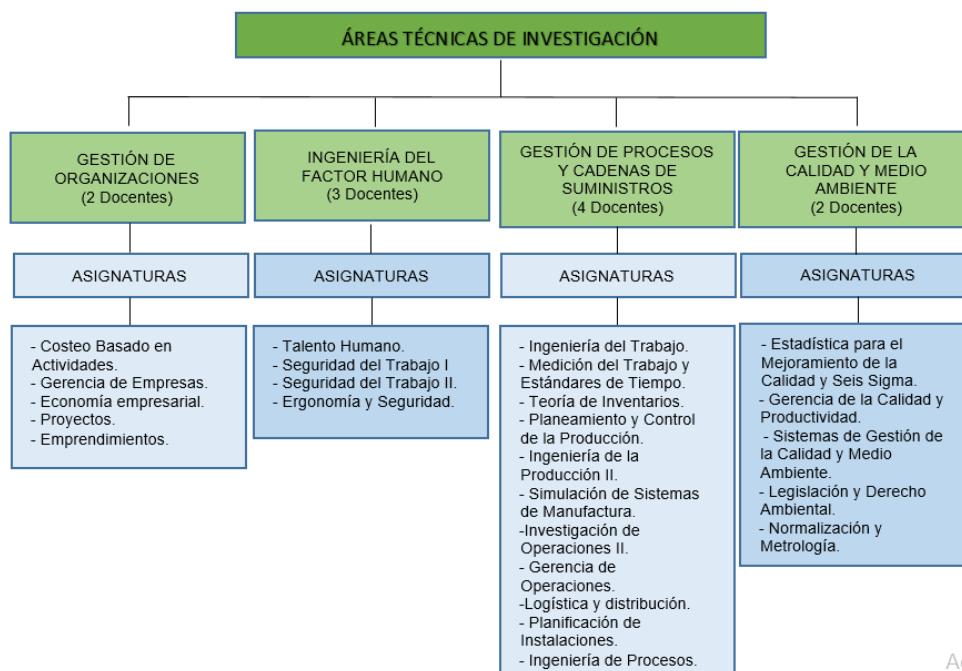 ÁREAS TÉCNICAS DE INVESTIGACIÓN
GESTIÓN DE
ORGANIZACIONES
(2 Docentes)
ASIGNATURAS
- Costeo Basado en
Actividades.
- Gerencia de Empresas.
- Economía empresarial.
- Proyectos.
- Emprendimientos.
INGENIERÍA DEL
FACTOR HUMANO
(3 Docentes)
ASIGNATURAS
- Talento Humano.
- Seguridad del Trabajo I
- Seguridad del Trabajo II.
- Ergonomía y Seguridad.
GESTIÓN DE PROCESOS
Y CADENAS DE
SUMINISTROS
(4 Docentes)
ASIGNATURAS
- Ingeniería del Trabajo.
- Medición del Trabajo y
Estándares de Tiempo.
- Teoría de Inventarios.
- Planeamiento y Control
de la Producción.
- Ingeniería de la
Producción II.
- Simulación de Sistemas
de Manufactura.
-Investigación de
Operaciones II.
- Gerencia de
Operaciones.
-Logística y distribución.
- Planificación de
Instalaciones.
- Ingeniería de Procesos.
GESTIÓN DE LA
CALIDAD Y MEDIO
AMBIENTE
(2 Docentes)
ASIGNATURAS
- Estadística para el
Mejoramiento de la
Calidad y Seis Sigma.
- Gerencia de la Calidad y
Productividad.
- Sistemas de Gestión de
la Calidad y Medio
Ambiente.
- Legislación y Derecho
Ambiental.
- Normalización y
Metrología.